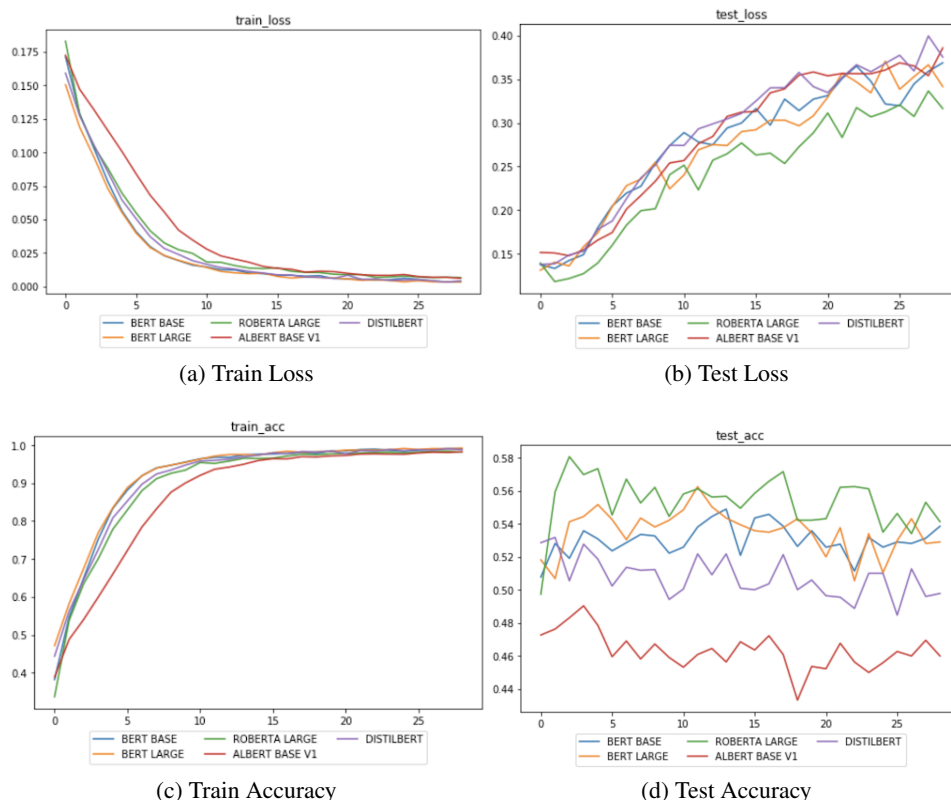 train_loss
0.175
0.150
0.125
0.100
0.075
0.050
0.025
0.000
0 5 10 15 20 25
BERT BASE ROBERTA LARGE DISTILBERT
BERT LARGE ALBERT BASE V1
(a) Train Loss
test_loss
0.40
0.35
0.30
0.25
0.20
0.15
0 5 10 15 20 25
BERT BASE ROBERTA LARGE DISTILBERT
BERT LARGE ALBERT BASE V1
(b) Test Loss
train_acc
1.0
0.9
0.8
0.7
0.6
0.5
0.4
0 5 10 15 20 25
BERT BASE ROBERTA LARGE DISTILBERT
BERT LARGE ALBERT BASE V1
(c) Train Accuracy
test_acc
0.58
0.56
0.54
0.52
0.50
0.48
0.46
0.44
0 5 10 15 20 25
BERT BASE ROBERTA LARGE DISTILBERT
BERT LARGE ALBERT BASE V1
(d) Test Accuracy